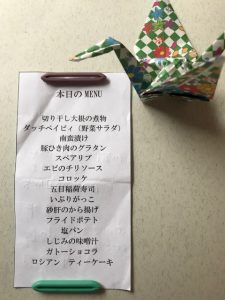 本日の MENU
切り干し大根の煮物
ダッチベイビィ（野菜サラダ）
南蛮漬け
豚ひき肉のグラタン
スペアリブ
エビのチリソース
コロッケ
五目稲荷寿司
いぶりがっこ
砂肝のから揚げ
フライドポテト
塩パン
しじみの味噌汁
ガトーショコラ
ロシアン　ティーケーキ